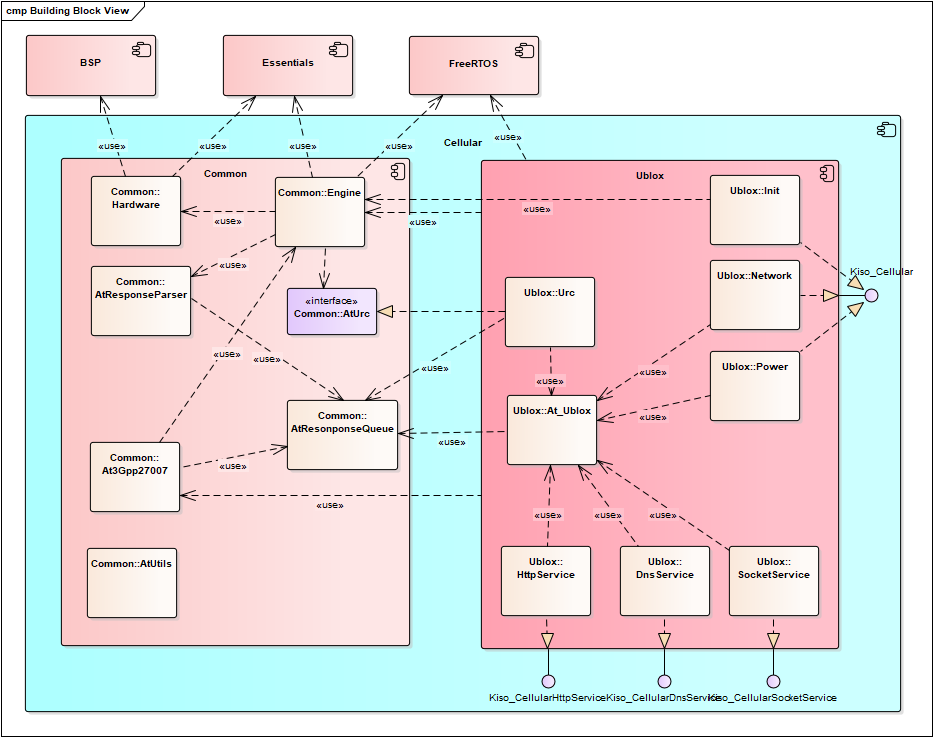 cmp Building Block View
BSP
Essentials
FreeRTOS
«use»
«use»
«use»
«use»
«use»
Cellular
Common
Ublox
Common::
Hardware
Common::Engine
Ublox::Init
«use»
«use»
«use»
«use»
Common::
AtResponseParser
Ublox::Network
Kiso_Cellular
«interface»
Common::AtUrc
Ublox::Urc
«use»
«use»
«use»
«use»
Ublox::Power
«use»
Common::
AtResonponseQueue
Ublox::At_Ublox
«use»
«use»
Common::
At3Gpp27007
«use»
«use»
«use»
«use»
«use»
Common::AtUtils
Ublox::
HttpService
Ublox::
DnsService
Ublox::
SocketService
Kiso_CellularHttpService
Kiso_CellularDnsService
Kiso_CellularSocketService